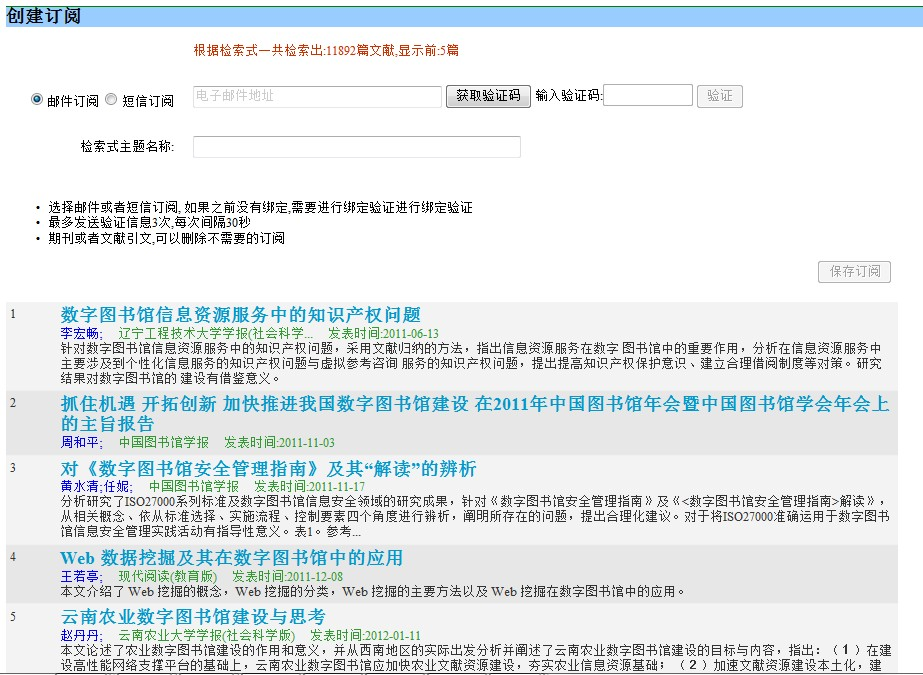 创建订阅
根据检索式一共检索出:11892篇文献,显示前:5篇
邮件订阅 短信订阅 电子邮件地址 获取验证码 输入验证码: 验证
检索式主题名称:
• 选择邮件或者短信订阅, 如果之前没有绑定,需要进行绑定验证进行绑定验证
• 最多发送验证信息3次,每次间隔30秒
• 期刊或者文献引文,可以删除不需要的订阅
保存订阅
1 数字图书馆信息资源服务中的知识产权问题
李宏畅; 辽宁工程技术大学学报(社会科学... 发表时间:2011-06-13
针对数字图书馆信息资源服务中的知识产权问题，采用文献归纳的方法，指出信息资源服务在数字 图书馆中的重要作用，分析在信息资源服务中
主要涉及到个性化信息服务的知识产权问题与虚拟参考咨询 服务的知识产权问题，提出提高知识产权保护意识、建立合理借阅制度等对策。研究
结果对数字图书馆的 建设有借鉴意义。
2 抓住机遇 开拓创新 加快推进我国数字图书馆建设 在2011年中国图书馆年会暨中国图书馆学会年会上
的主旨报告
周和平; 中国图书馆学报 发表时间:2011-11-03
3 对《数字图书馆安全管理指南》及其“解读”的辨析
黄水清;任妮; 中国图书馆学报 发表时间:2011-11-17
分析研究了ISO27000系列标准及数字图书馆信息安全领域的研究成果，针对《数字图书馆安全管理指南》及《<数字图书馆安全管理指南>解读》，
从相关概念、依从标准选择、实施流程、控制要素四个角度进行辨析，阐明所存在的问题，提出合理化建议。对于将ISO27000准确运用于数字图书
馆信息安全管理实践活动有指导性意义。表1。参考...
4 Web 数据挖掘及其在数字图书馆中的应用
王若亭; 现代阅读(教育版) 发表时间:2011-12-08
本文介绍了 Web 挖掘的概念，Web 挖掘的分类，Web 挖掘的主要方法以及 Web 挖掘在数字图书馆中的应用。
5 云南农业数字图书馆建设与思考
赵丹丹; 云南农业大学学报(社会科学版) 发表时间:2012-01-11
本文论述了农业数字图书馆建设的作用和意义，并从西南地区的实际出发分析并阐述了云南农业数字图书馆建设的目标与内容，指出：（1）在建
设高性能网络支撑平台的基础上，云南农业数字图书馆应加快农业文献资源建设，夯实农业信息资源基础；（2）加速文献资源建设本土化，建